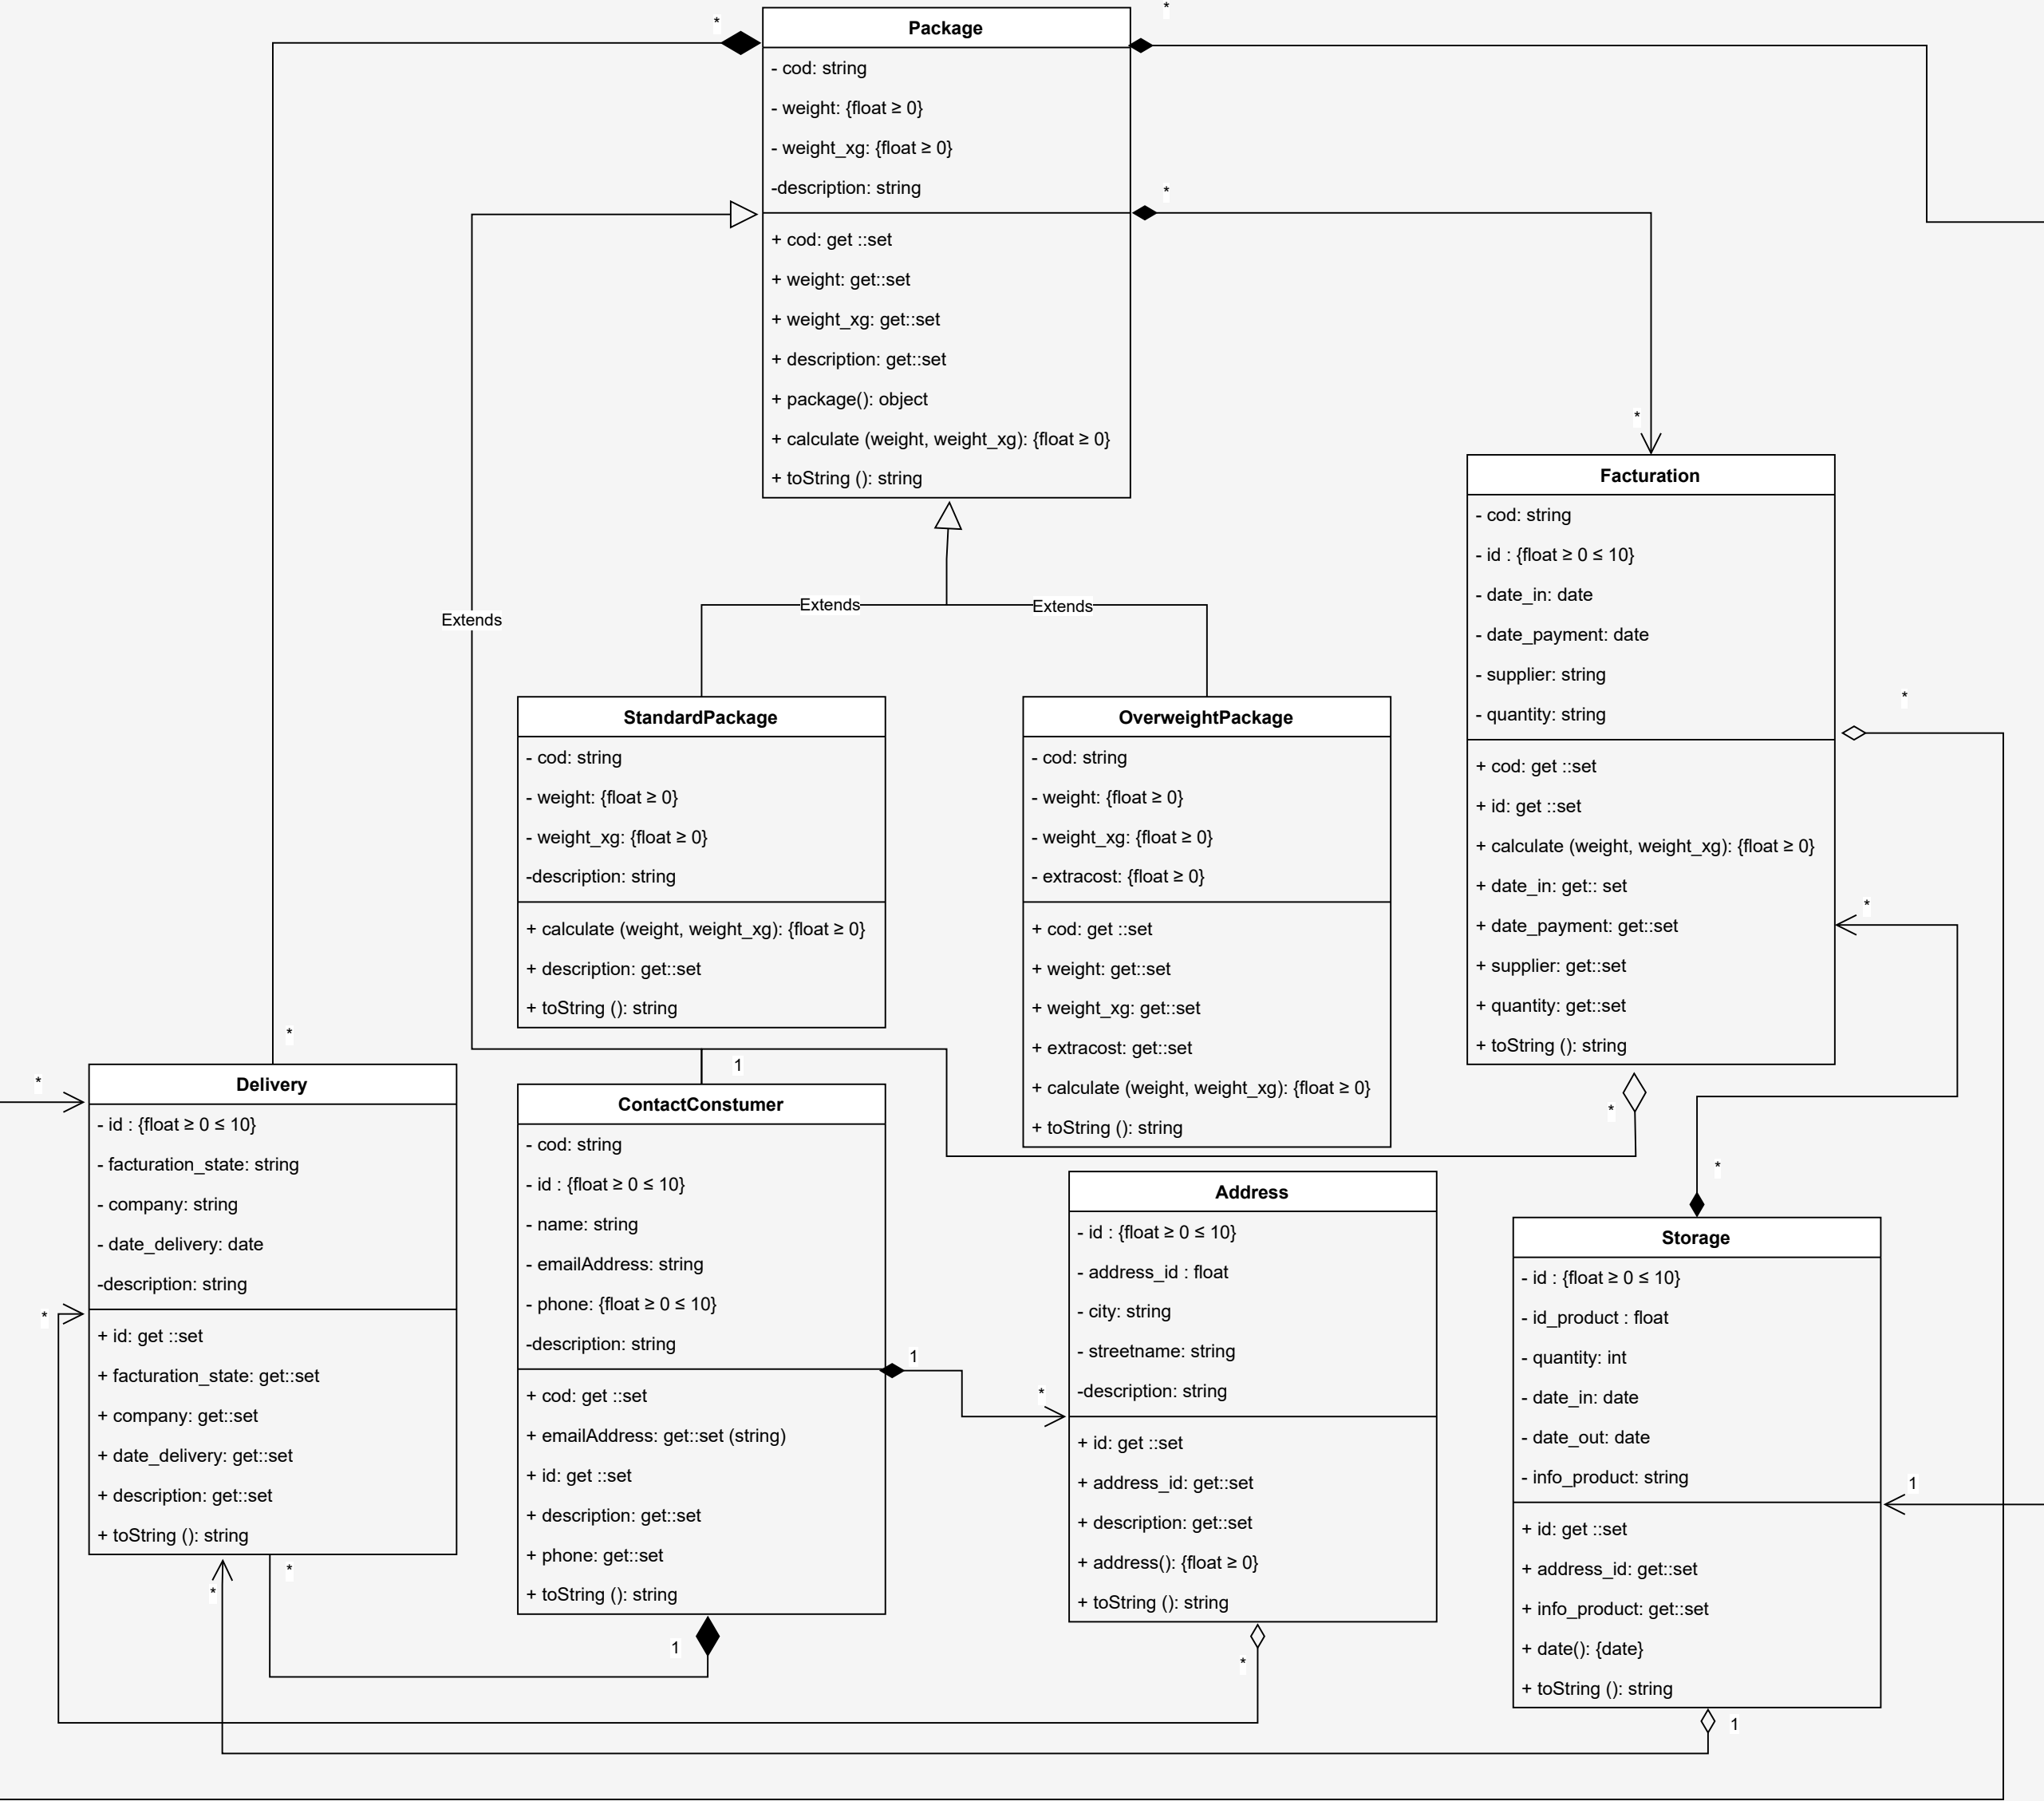 *
*
Package
- cod: string
- weight: {float ≥ 0}
- weight_xg: {float ≥ 0}
-description: string
*
+ cod: get ::set
+ weight: get::set
+ weight_xg: get::set
+ description: get::set
+ package(): object
+ calculate (weight, weight_xg): {float ≥ 0}
+ toString (): string
*
Facturation
- cod: string
- id : {float ≥ 0 ≤ 10}
- date_in: date
- date_payment: date
- supplier: string
- quantity: string
*
+ cod: get ::set
+ id: get ::set
+ calculate (weight, weight_xg): {float ≥ 0}
+ date_in: get:: set
+ date_payment: get::set
+ supplier: get::set
+ quantity: get::set
+ toString (): string
*
*
Extends
Extends
Extends
StandardPackage
- cod: string
- weight: {float ≥ 0}
- weight_xg: {float ≥ 0}
-description: string
+ calculate (weight, weight_xg): {float ≥ 0}
+ description: get::set
+ toString (): string
OverweightPackage
- cod: string
- weight: {float ≥ 0}
- weight_xg: {float ≥ 0}
- extracost: {float ≥ 0}
+ cod: get ::set
+ weight: get::set
+ weight_xg: get::set
+ extracost: get::set
+ calculate (weight, weight_xg): {float ≥ 0}
+ toString (): string
*
*
Delivery
- id : {float ≥ 0 ≤ 10}
- facturation_state: string
- company: string
- date_delivery: date
-description: string
*
+ id: get ::set
+ facturation_state: get::set
+ company: get::set
+ date_delivery: get::set
+ description: get::set
+ toString (): string
*
*
1
ContactConstumer
- cod: string
- id : {float ≥ 0 ≤ 10}
- name: string
- emailAddress: string
- phone: {float ≥ 0 ≤ 10}
-description: string
1
+ cod: get ::set
+ emailAddress: get::set (string)
+ id: get ::set
+ description: get::set
+ phone: get::set
+ toString (): string
1
Address
- id : {float ≥ 0 ≤ 10}
- address_id : float
- city: string
- streetname: string
-description: string
*
+ id: get ::set
+ address_id: get::set
+ description: get::set
+ address(): {float ≥ 0}
+ toString (): string
*
*
Storage
- id : {float ≥ 0 ≤ 10}
- id_product : float
- quantity: int
- date_in: date
- date_out: date
- info_product: string
1
+ id: get ::set
+ address_id: get::set
+ info_product: get::set
+ date(): {date}
+ toString (): string
1